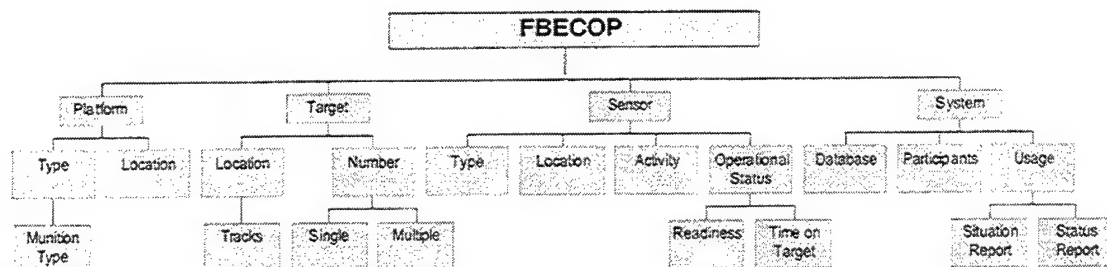 FBECOP
Platform
Target
Sensor
System
Type
Location
Location
Number
Type
Location
Activity
Operational
Status
Database
Participants
Usage
Munition
Type
Tracks
Single
Multiple
Readiness
Time on
Target
Situation
Report
Status
Report